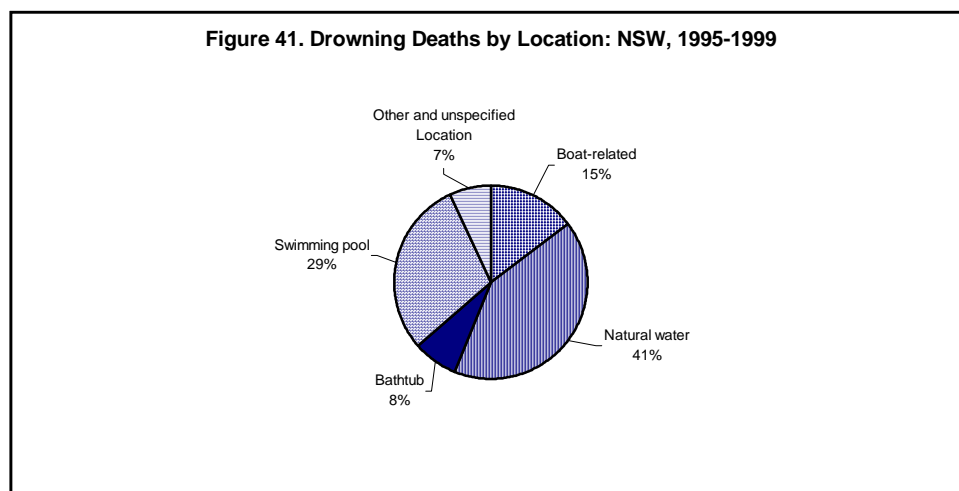 Figure 41. Drowning Deaths by Location: NSW, 1995-1999
Other and unspecified
Location
7%
Boat-related
15%
Swimming pool
29%
Natural water
41%
Bathtub
8%